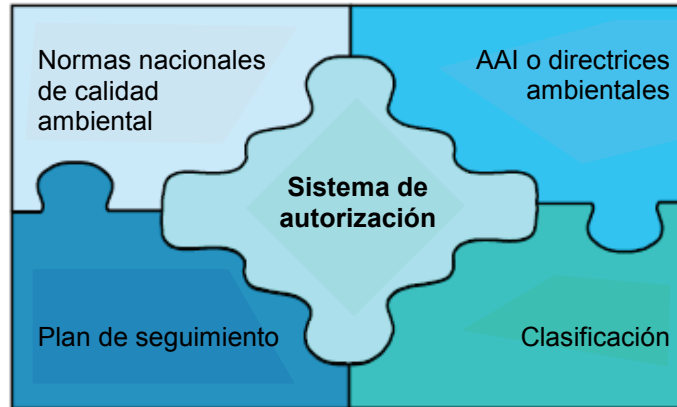 Normas nacionales
de calidad
ambiental
AAI o directrices
ambientales
Sistema de
autorización
Plan de seguimiento
Clasificación